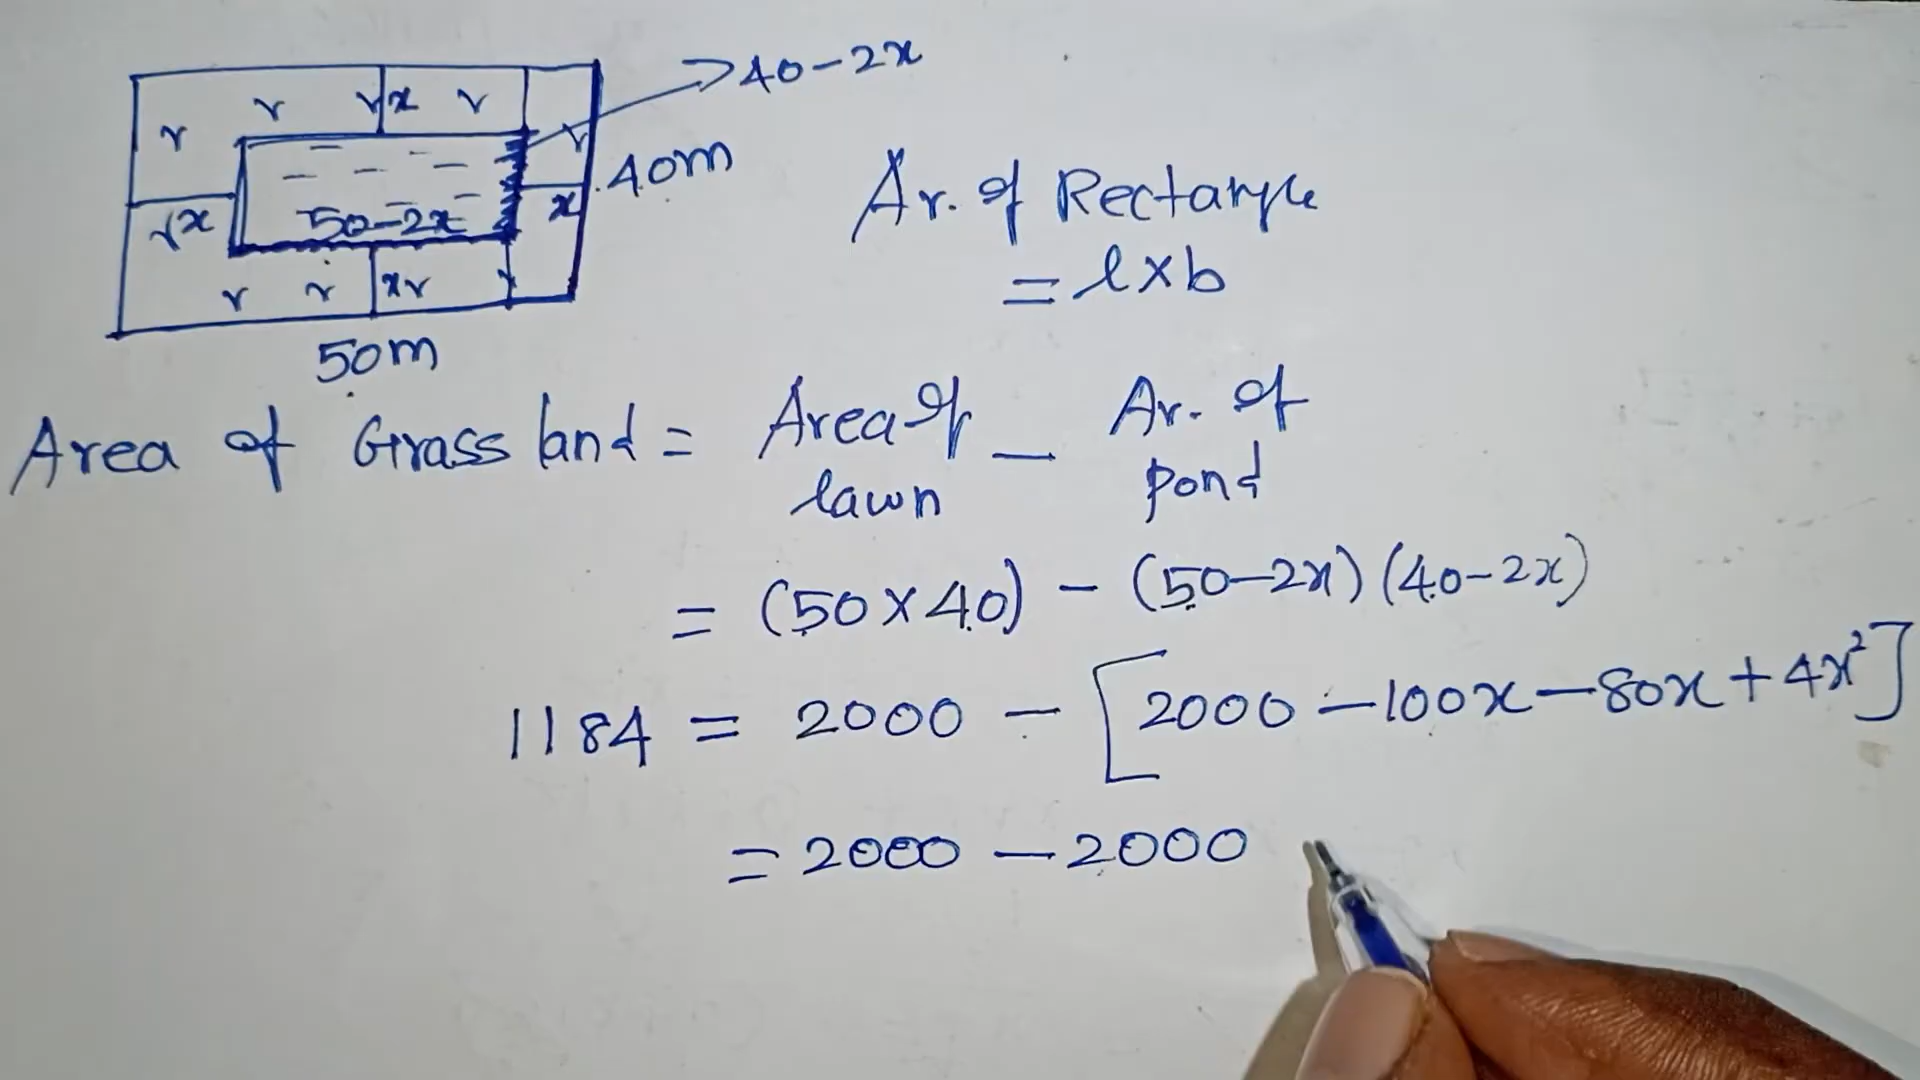 40-2x
x
40m
50-2x
x
x
x
50m
Ar. of Rectangle
= l×b
Area of Grass land = Area of lawn - Ar. of pond
= (50×40) - (50-2x) (40-2x)
1184 = 2000 - [2000 -100x-80x+4x²]
= 2000 - 2000